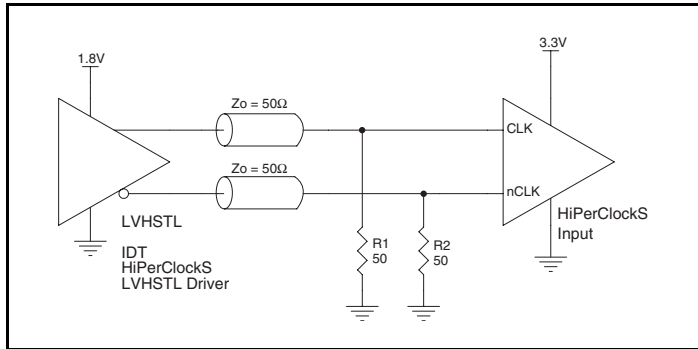 1.8V
3.3V
Zo = 50Ω
CLK
Zo = 50Ω
nCLK
LVHSTL
IDT
HiPerClockS
LVHSTL Driver
R1
50
R2
50
HiPerClockS
Input